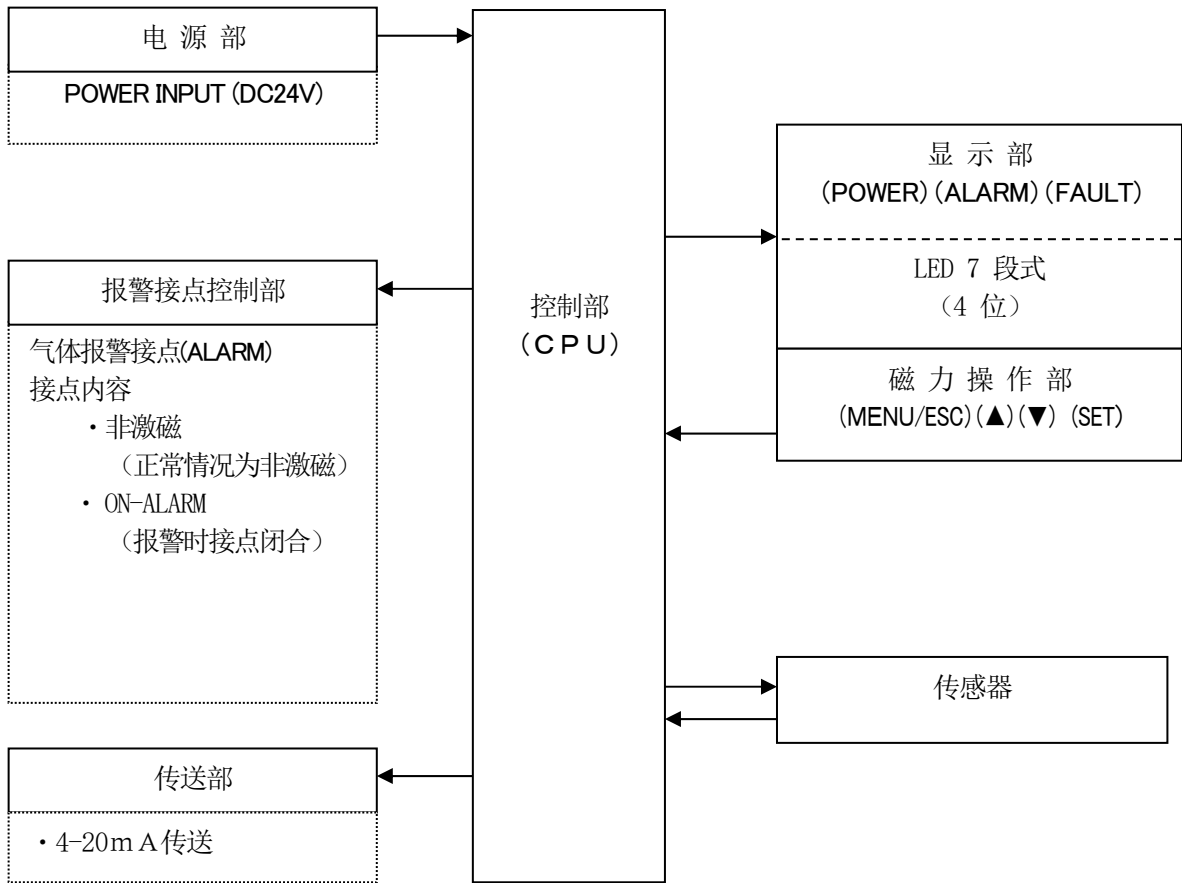 电 源 部
POWER INPUT (DC24V)
报警接点控制部
气体报警接点(ALARM)
接点内容
・非激磁
（正常情况为非激磁）
・ ON-ALARM
（报警时接点闭合）
传送部
・4-20ｍＡ传送
控制部
（ＣＰＵ）
显 示 部
(POWER)(ALARM)(FAULT)
LED 7 段式
（4 位）
磁 力 操 作 部
(MENU/ESC)(▲)(▼) (SET)
传感器